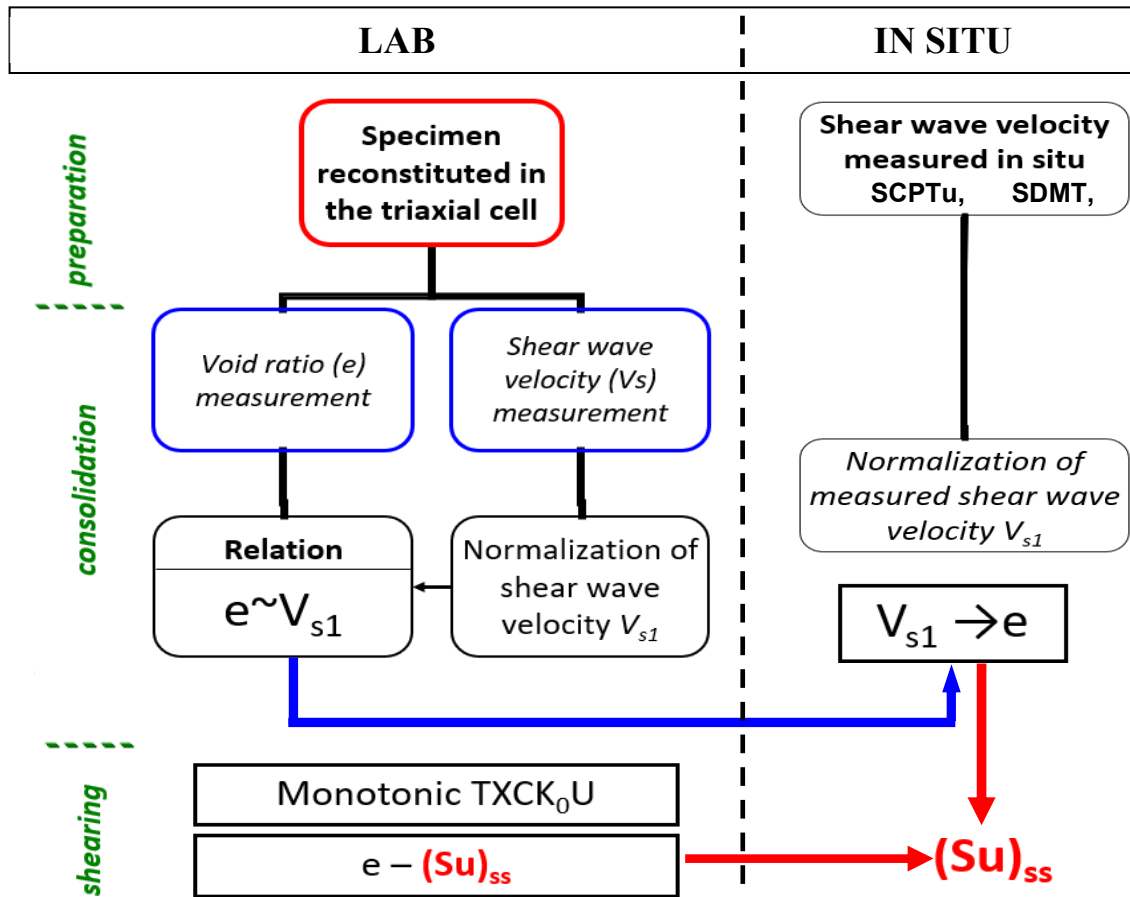 LAB
IN SITU
preparation
Specimen
reconstituted in
the triaxial cell
Shear wave velocity
measured in situ
SCPTu, SDMT,
consolidation
Void ratio (e)
measurement
Shear wave
velocity (Vs)
measurement
Relation
e~Vs1
Normalization of
shear wave
velocity Vs1
Normalization of
measured shear wave
velocity Vs1
Vs1 →e
shearing
Monotonic TXCK0U
e – (Su)ss
(Su)ss